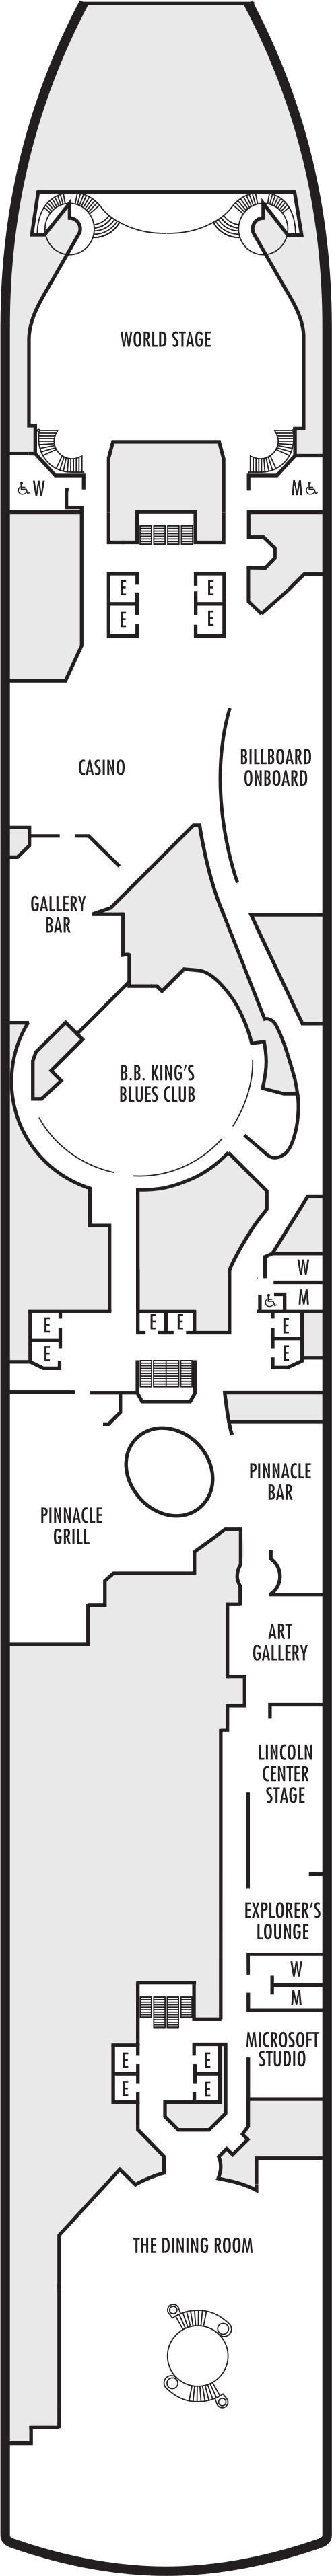 WORLD STAGE
W
M
E
E
E
E
CASINO
BILLBOARD
ONBOARD
GALLERY
BAR
B.B. KING'S
BLUES CLUB
W
M
E
E
E
E
E
E
PINNACLE
BAR
PINNACLE
GRILL
ART
GALLERY
LINCOLN
CENTER
STAGE
EXPLORER'S
LOUNGE
W
M
MICROSOFT
STUDIO
E
E
E
E
THE DINING ROOM